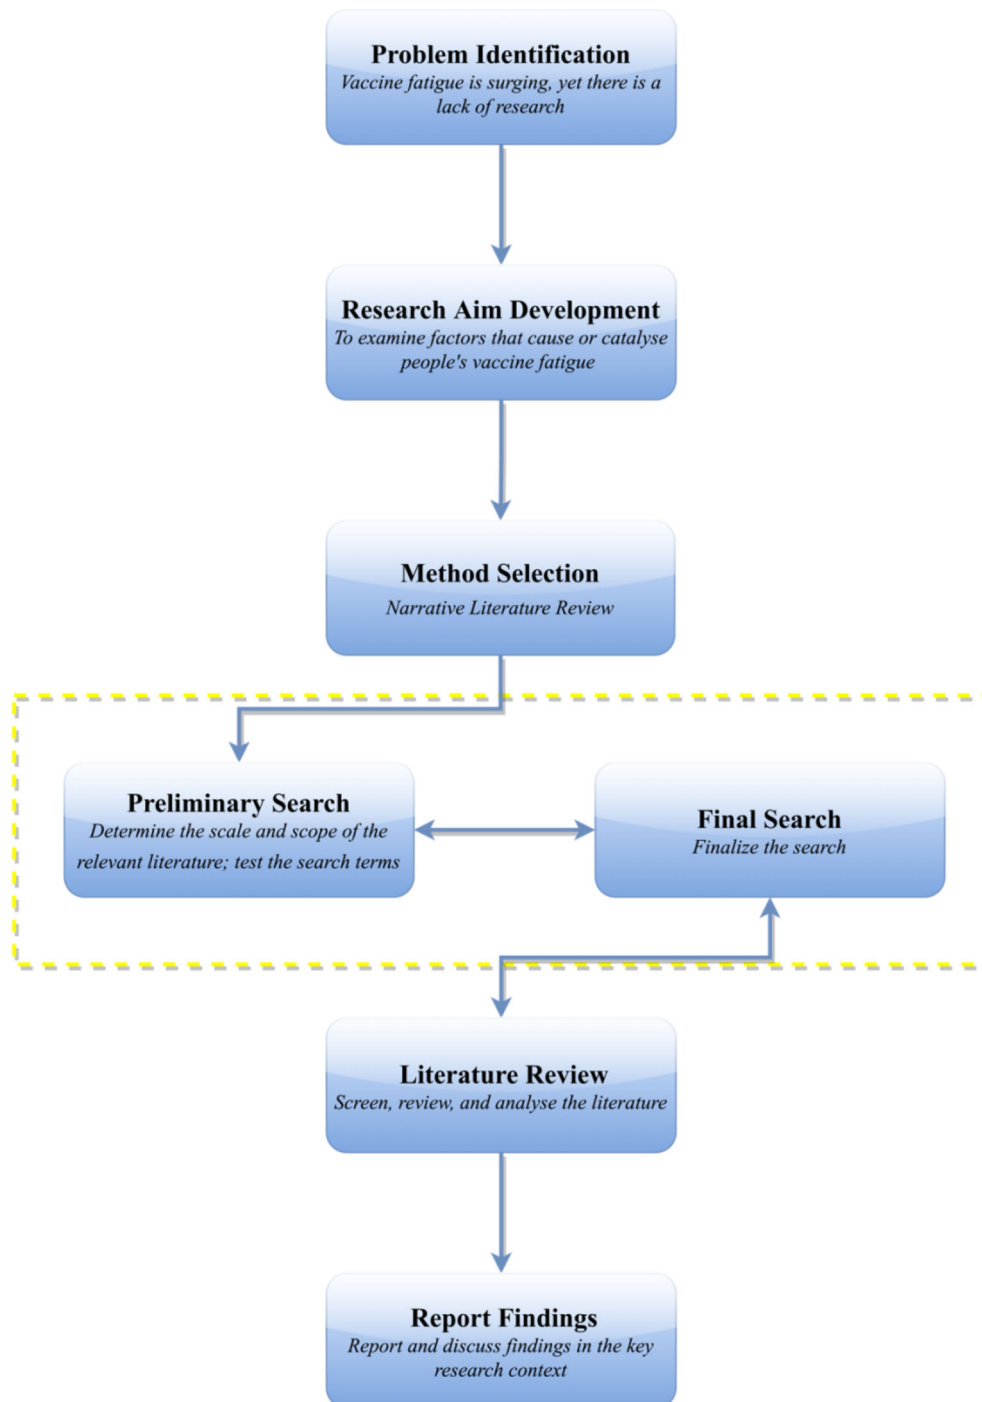 Problem Identification
Vaccine fatigue is surging, yet there is a
lack of research
Research Aim Development
To examine factors that cause or catalyse
people's vaccine fatigue
Method Selection
Narrative Literature Review
Preliminary Search
Determine the scale and scope of the
relevant literature; test the search terms
Final Search
Finalize the search
Literature Review
Screen, review, and analyse the literature
Report Findings
Report and discuss findings in the key
research context